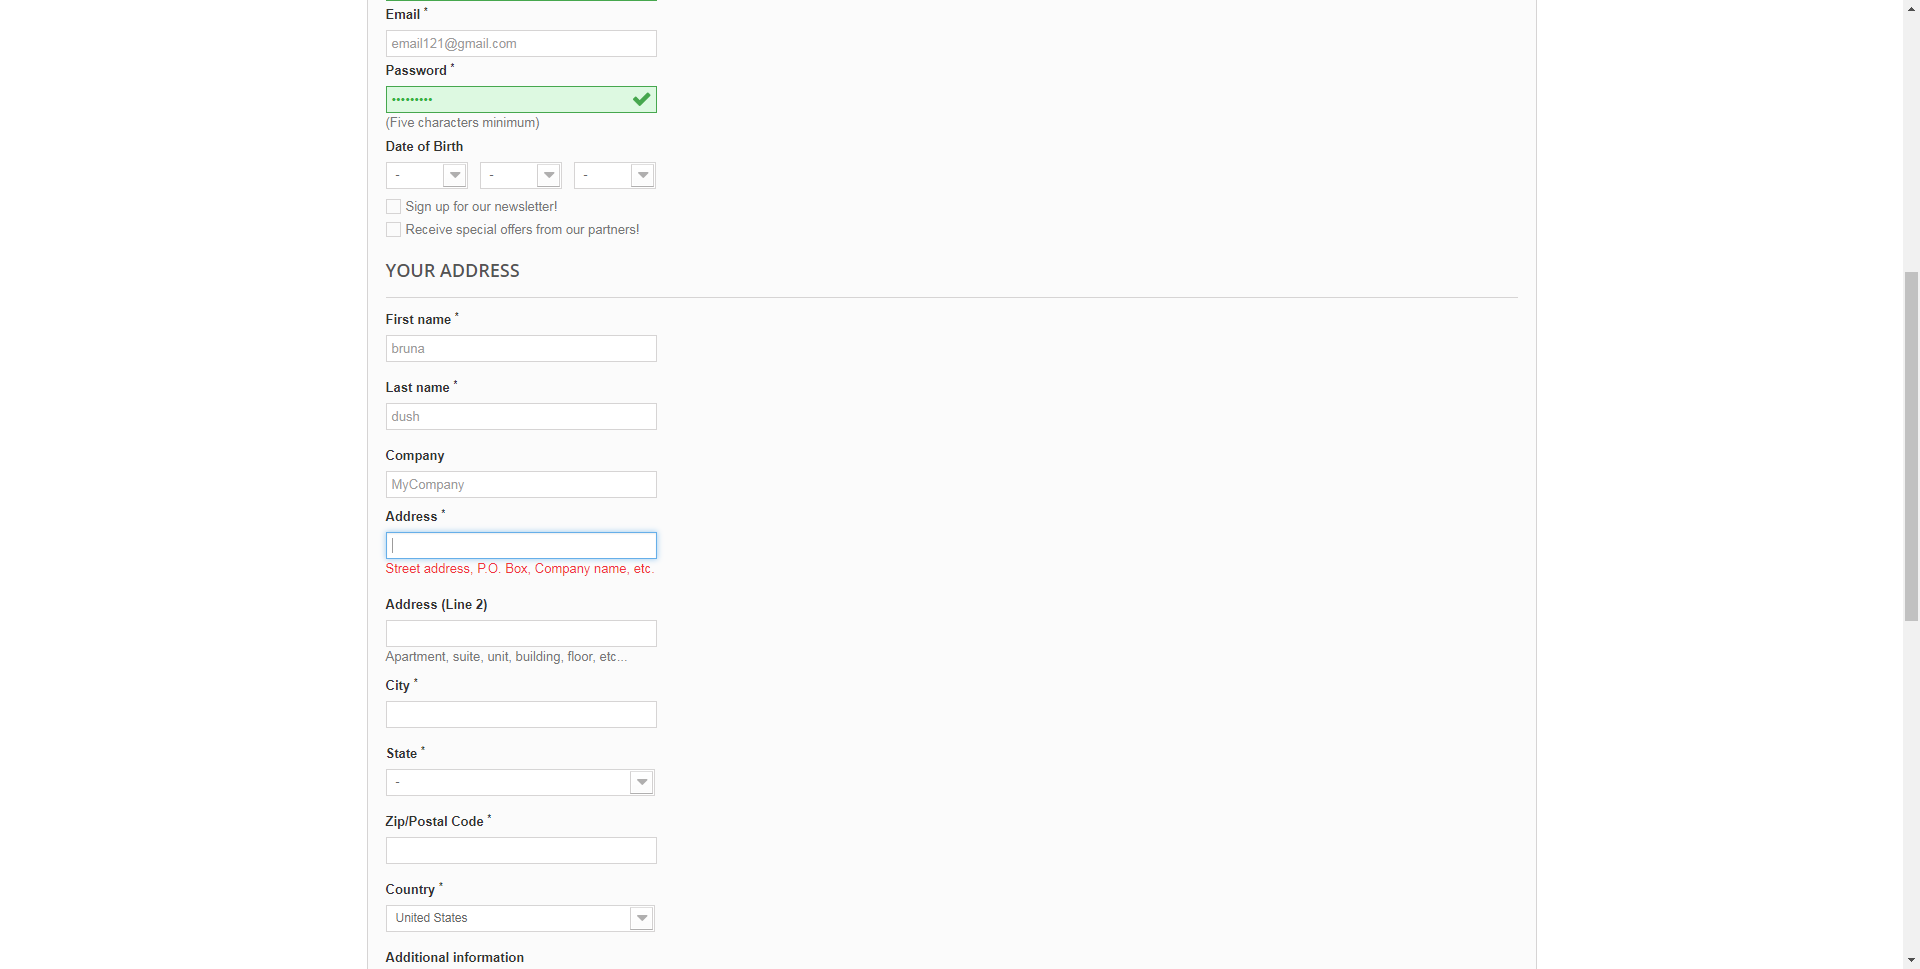 Email *
email121@gmail.com
Password *
•••••••••
(Five characters minimum)
Date of Birth
- - -
Sign up for our newsletter!
Receive special offers from our partners!
YOUR ADDRESS
First name *
bruna
Last name *
dush
Company
MyCompany
Address *
Street address, P.O. Box, Company name, etc.
Address (Line 2)
Apartment, suite, unit, building, floor, etc...
City *
State *
-
Zip/Postal Code *
Country *
United States
Additional information